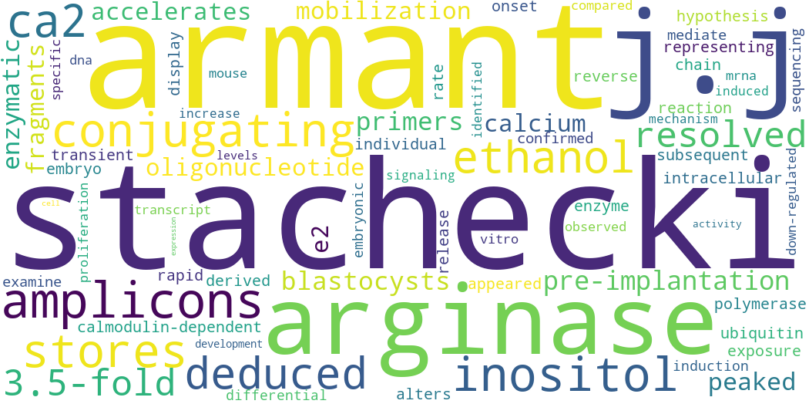 ca2
accelerates
mobilization
onset
compared
hypothesis
armant
j.j
mediate
representing
dna
specific
display
mouse
rate
identified
reverse
chain
mrna
induced
sequencing
enzymatic
fragments
increase
reaction
mechanism
conjugating
primers
calcium
confirmed
resolved
transient
levels
individual
embryo
oligonucleotide
ethanol
subsequent
signaling
intracellular
down-regulated
stachecki
cell
transcript
expression
proliferation
e2
embryonic
release
vitro
enzyme
observed
activity
examine
rapid
derived
blastocysts
appeared
pre-implantation
amplicons
arginase
polymerase
calmodulin-dependent
ubiquitin
stores
development
exposure
3.5-fold
deduced
inositol
induction
peaked
differential
alters